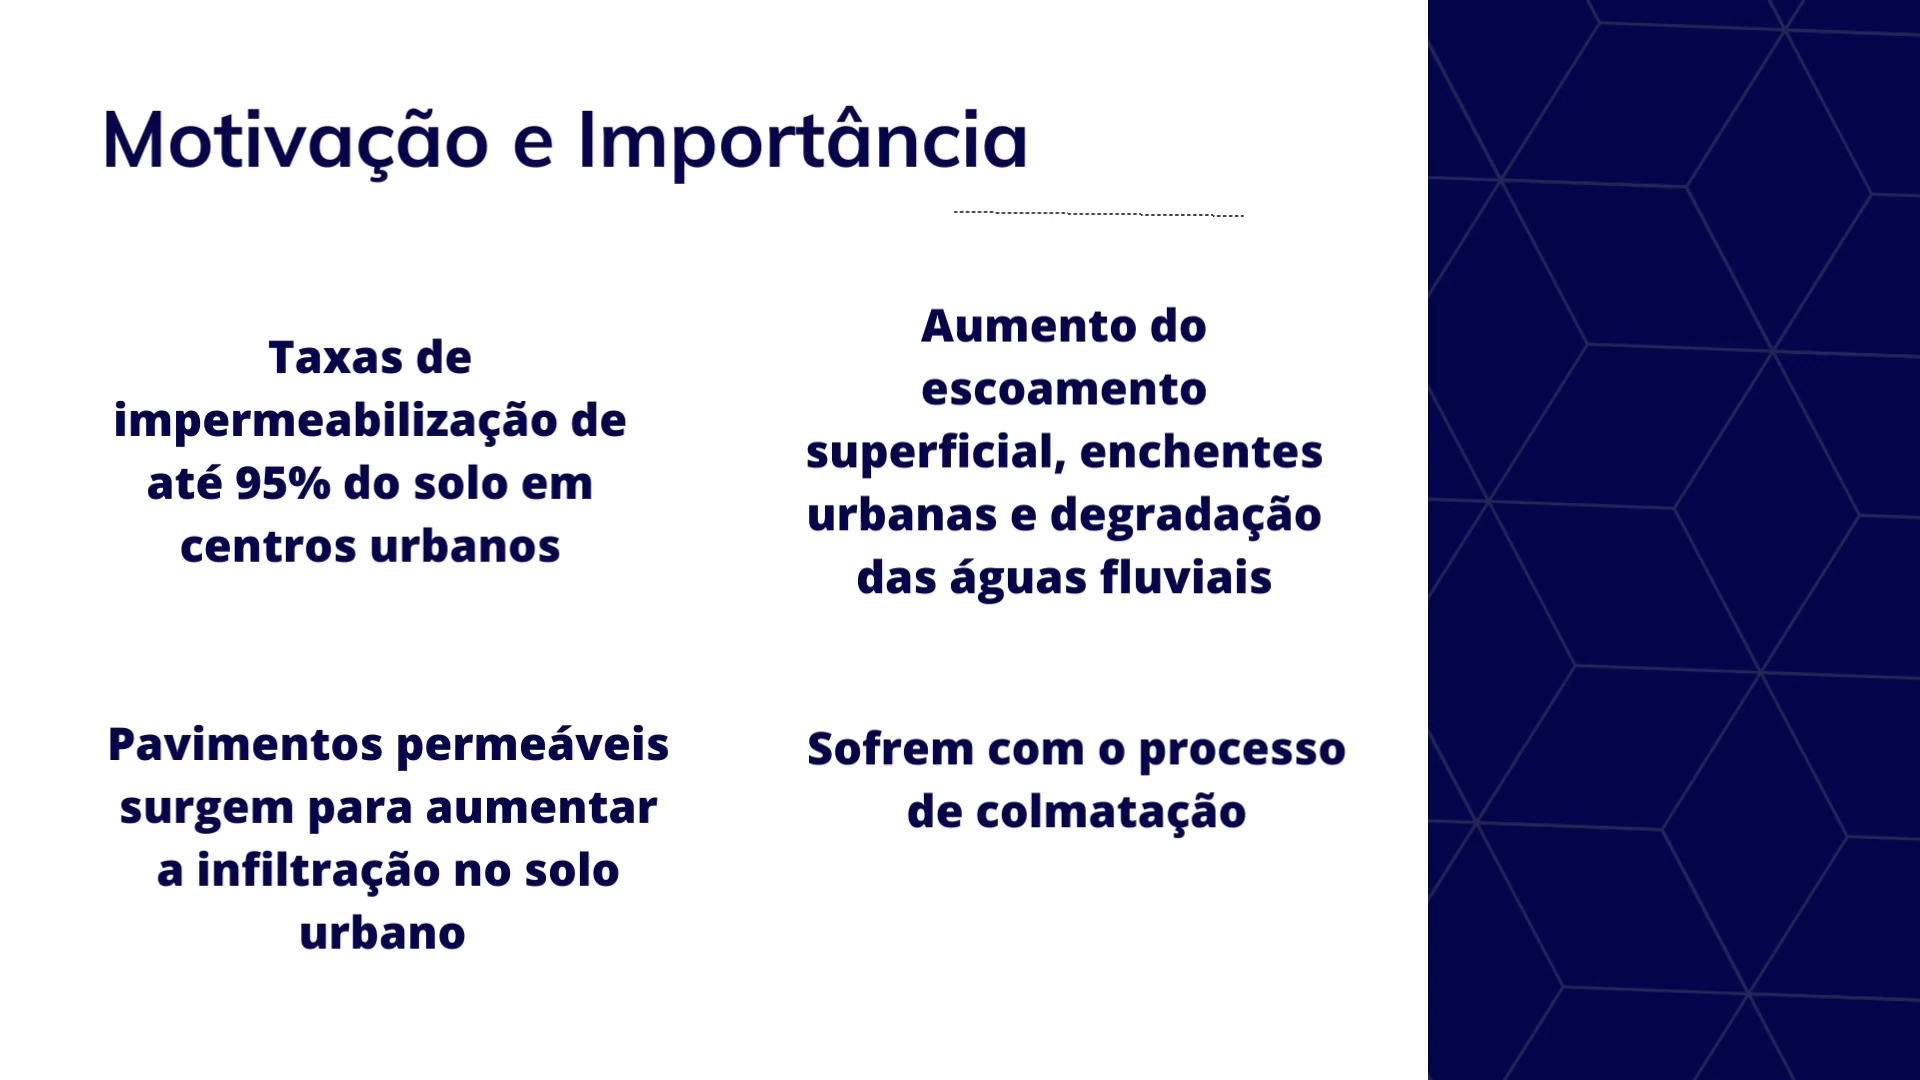 Motivação e Importância
Taxas de
impermeabilização de
até 95% do solo em
centros urbanos
Aumento do
escoamento
superficial, enchentes
urbanas e degradação
das águas fluviais
Pavimentos permeáveis
surgem para aumentar
a infiltração no solo
urbano
Sofrem com o processo
de colmatação